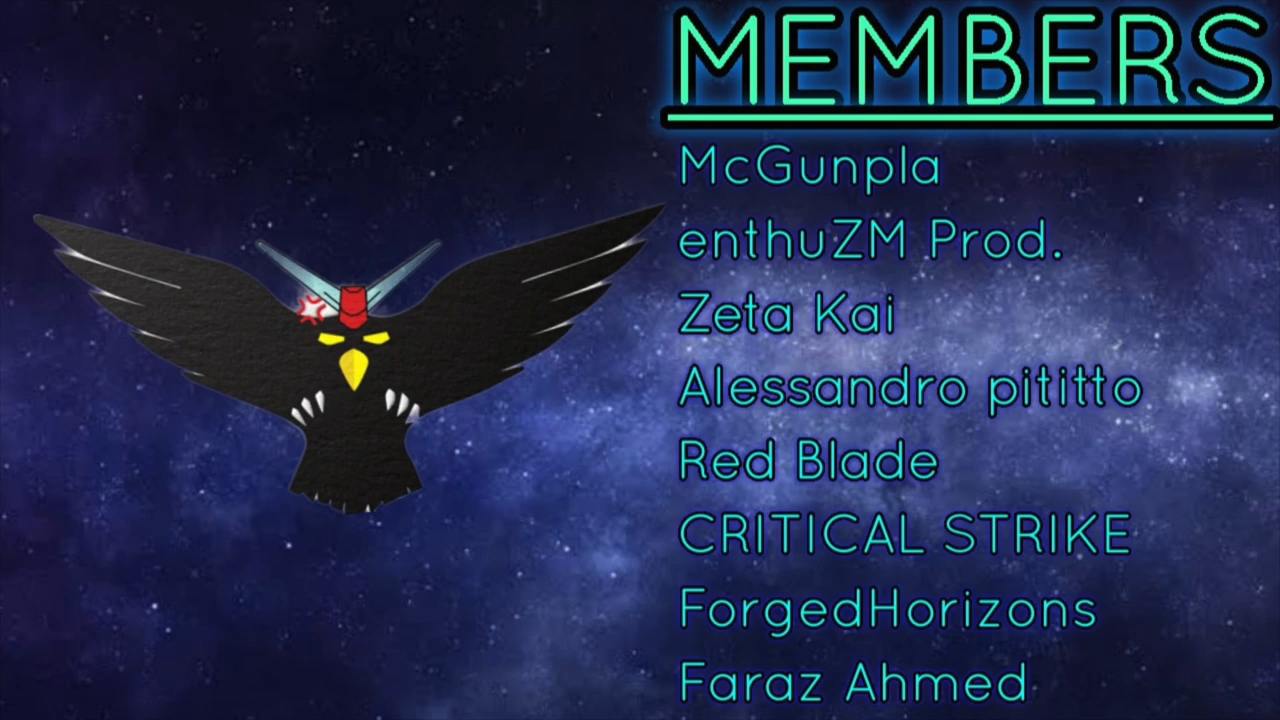 MEMBERS
McGunpla
enthuZM Prod.
Zeta Kai
Alessandro pititto
Red Blade
CRITICAL STRIKE
ForgedHorizons
Faraz Ahmed